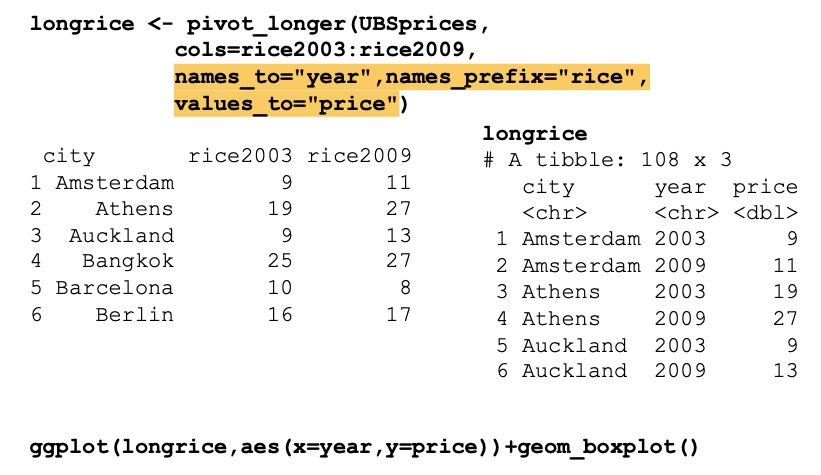 longrice <- pivot_longer(UBSprices,
cols=rice2003:rice2009,
names_to="year",names_prefix="rice",
values_to="price")
city rice2003 rice2009
1 Amsterdam 9 11
2 Athens 19 27
3 Auckland 9 13
4 Bangkok 25 27
5 Barcelona 10 8
6 Berlin 16 17
longrice
# A tibble: 108 x 3
city year price
<chr> <chr> <dbl>
1 Amsterdam 2003 9
2 Amsterdam 2009 11
3 Athens 2003 19
4 Athens 2009 27
5 Auckland 2003 9
6 Auckland 2009 13
ggplot(longrice,aes(x=year,y=price))+geom_boxplot()